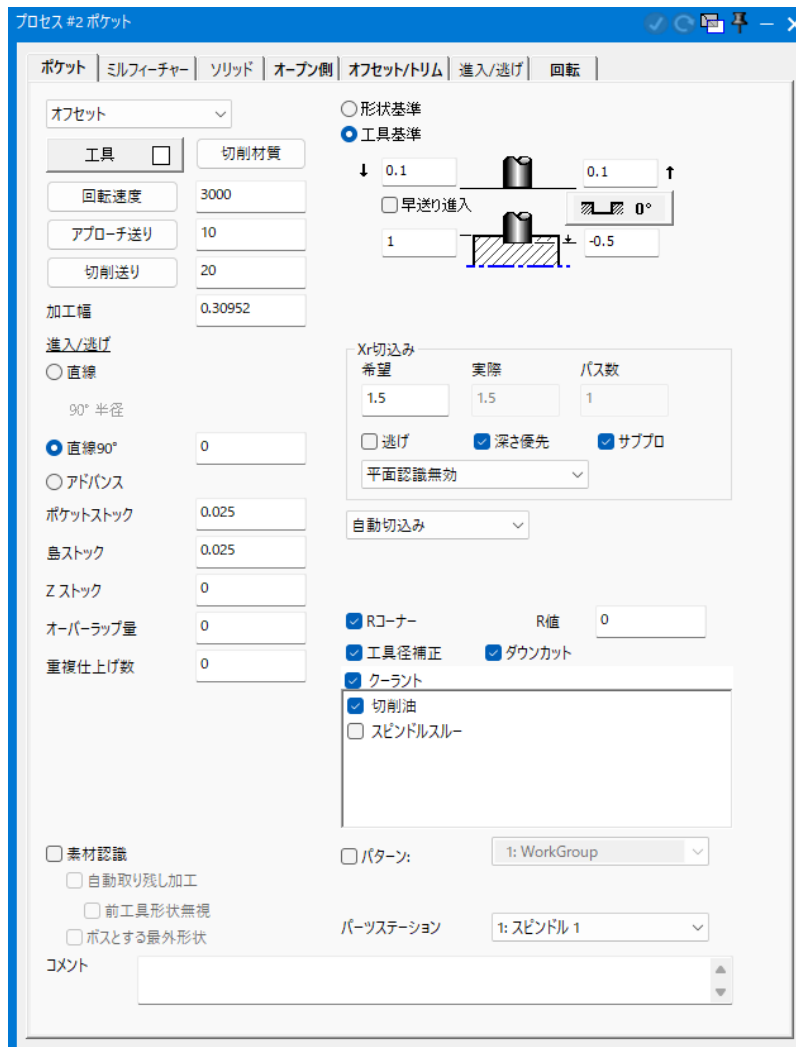 プロセス #2 ポケット
ポケット ミルフィーチャー ソリッド オープン側 オフセット/トリム 進入/逃げ 回転
オフセット
工具 切削材質
回転速度 3000
アプローチ送り 10
切削送り 20
加工幅 0.30952
進入/逃げ
直線
90° 半径
直線90° 0
アドバンス
ポケットストック 0.025
島ストック 0.025
Z ストック 0
オーバーラップ量 0
重複仕上げ数 0
形状基準
工具基準
0.1 0.1
早送り進入 0°
1 -0.5
Xr切込み
希望 実際 パス数
1.5 1.5 1
逃げ 深さ優先 サブプロ
平面認識無効
自動切込み
Rコーナー R値 0
工具径補正 ダウンカット
クーラント
切削油
スピンドルスルー
素材認識
自動取り残し加工
前工具形状無視
ボスとする最外形状
パターン: 1: WorkGroup
パーツステーション 1: スピンドル 1
コメント